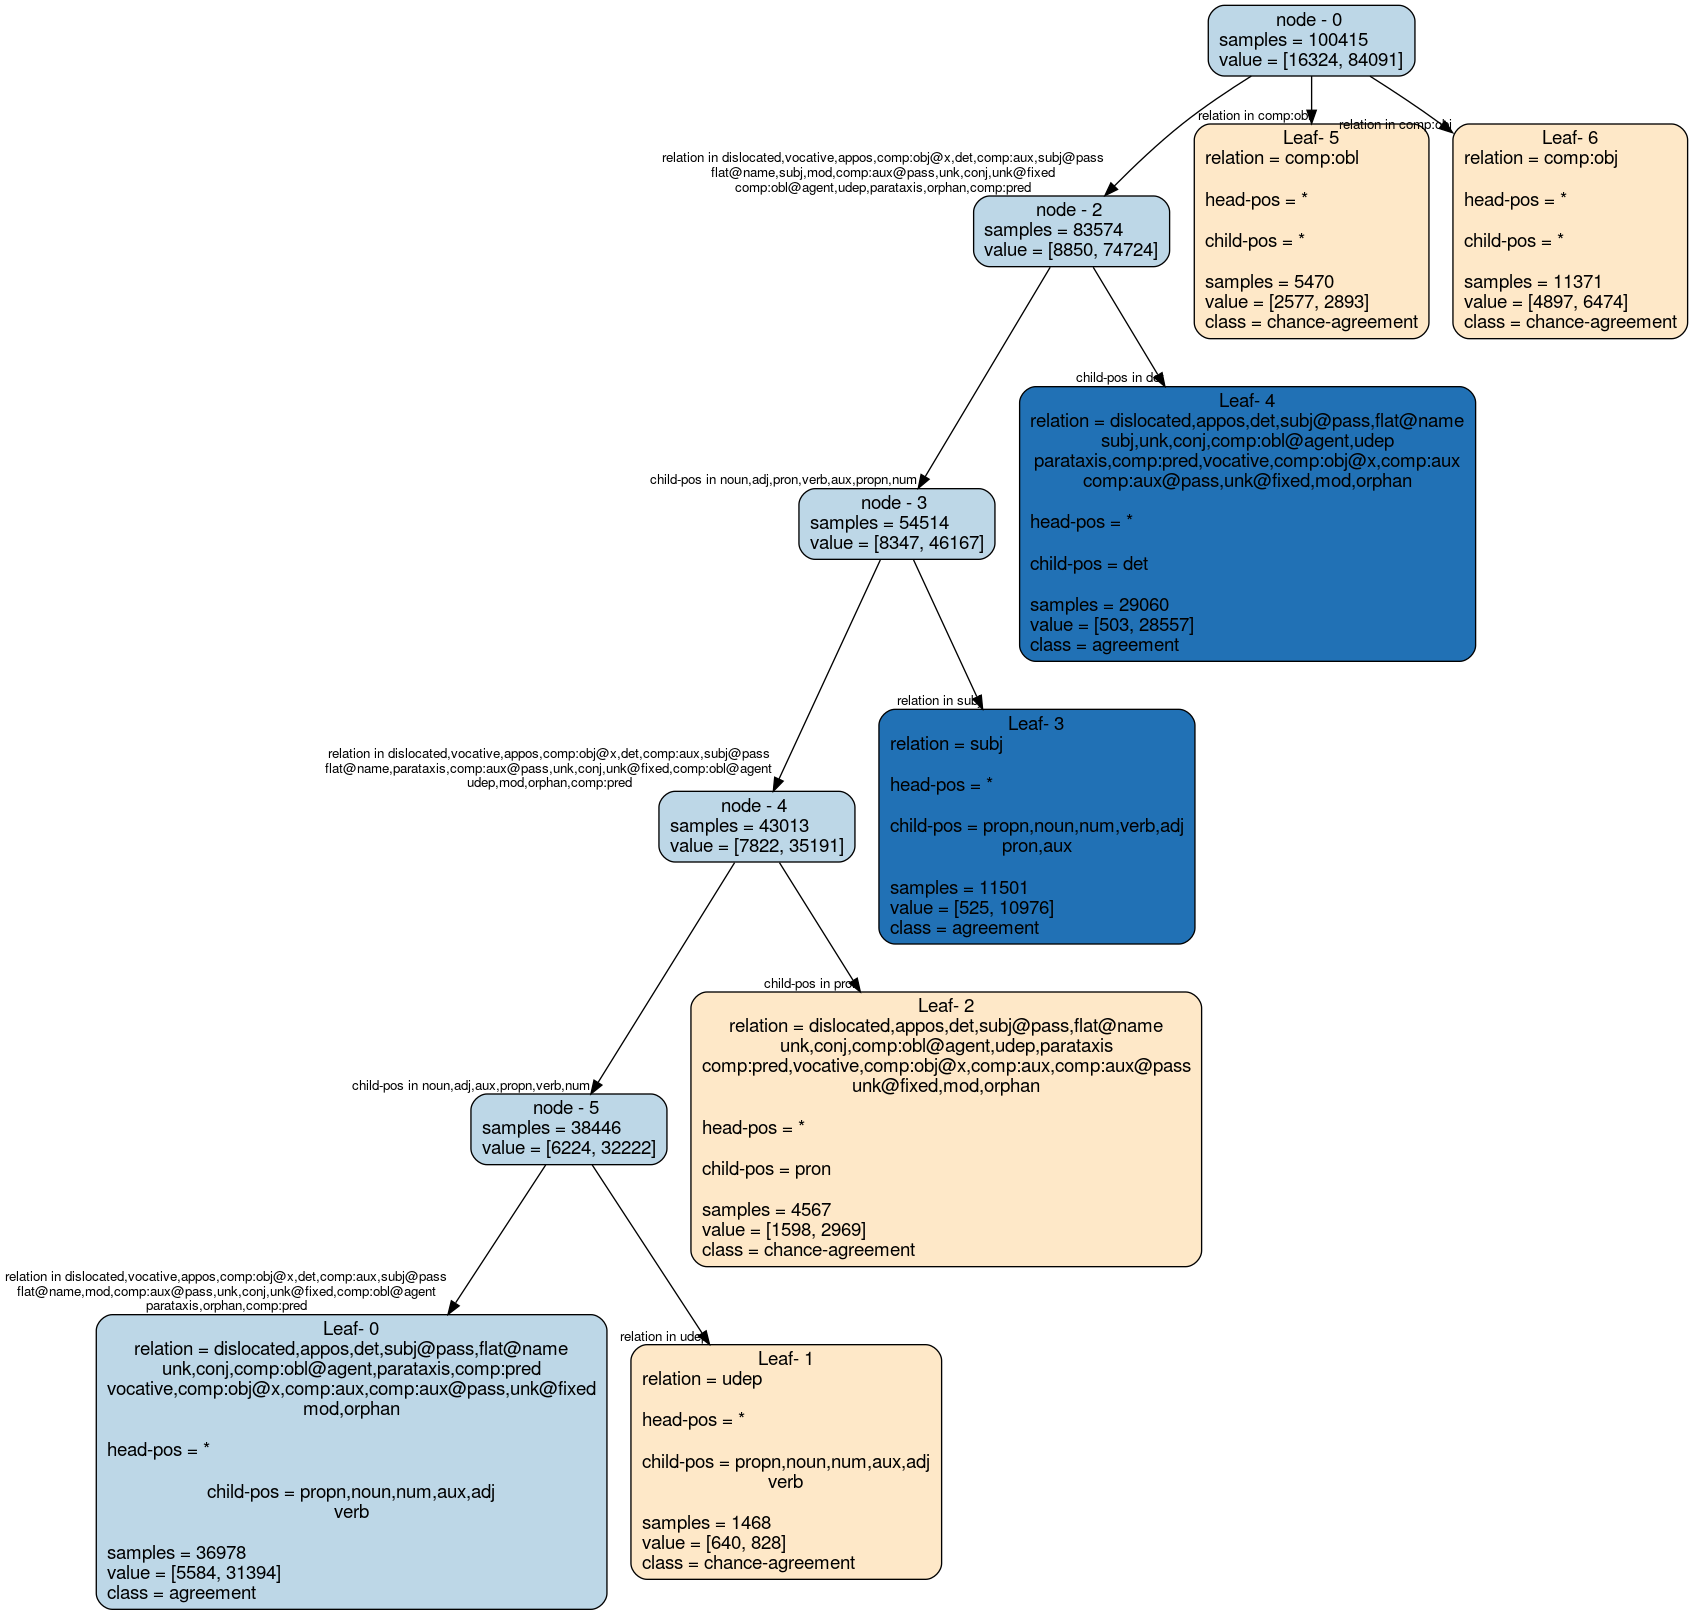 node - 0
samples = 100415
value = [16324, 84091]
relation in comp:obl
relation in comp:obj
Leaf- 5
relation = comp:obl
head-pos = *
child-pos = *
samples = 5470
value = [2577, 2893]
class = chance-agreement
Leaf- 6
relation = comp:obj
head-pos = *
child-pos = *
samples = 11371
value = [4897, 6474]
class = chance-agreement
relation in dislocated,vocative,appos,comp:obj@x,det,comp:aux,subj@pass
flat@name,subj,mod,comp:aux@pass,unk,conj,unk@fixed
comp:obl@agent,udep,parataxis,orphan,comp:pred
node - 2
samples = 83574
value = [8850, 74724]
child-pos in det
Leaf- 4
relation = dislocated,appos,det,subj@pass,flat@name
subj,unk,conj,comp:obl@agent,udep
parataxis,comp:pred,vocative,comp:obj@x,comp:aux
comp:aux@pass,unk@fixed,mod,orphan
head-pos = *
child-pos = det
samples = 29060
value = [503, 28557]
class = agreement
child-pos in noun,adj,pron,verb,aux,propn,num
node - 3
samples = 54514
value = [8347, 46167]
relation in subj
Leaf- 3
relation = subj
head-pos = *
child-pos = propn,noun,num,verb,adj
pron,aux
samples = 11501
value = [525, 10976]
class = agreement
relation in dislocated,vocative,appos,comp:obj@x,det,comp:aux,subj@pass
flat@name,parataxis,comp:aux@pass,unk,conj,unk@fixed,comp:obl@agent
udep,mod,orphan,comp:pred
node - 4
samples = 43013
value = [7822, 35191]
child-pos in pron
Leaf- 2
relation = dislocated,appos,det,subj@pass,flat@name
unk,conj,comp:obl@agent,udep,parataxis
comp:pred,vocative,comp:obj@x,comp:aux,comp:aux@pass
unk@fixed,mod,orphan
head-pos = *
child-pos = pron
samples = 4567
value = [1598, 2969]
class = chance-agreement
child-pos in noun,adj,aux,propn,verb,num
node - 5
samples = 38446
value = [6224, 32222]
relation in dislocated,vocative,appos,comp:obj@x,det,comp:aux,subj@pass
flat@name,mod,comp:aux@pass,unk,conj,unk@fixed,comp:obl@agent
parataxis,orphan,comp:pred
Leaf- 0
relation = dislocated,appos,det,subj@pass,flat@name
unk,conj,comp:obl@agent,parataxis,comp:pred
vocative,comp:obj@x,comp:aux,comp:aux@pass,unk@fixed
mod,orphan
head-pos = *
child-pos = propn,noun,num,aux,adj
verb
samples = 36978
value = [5584, 31394]
class = agreement
relation in udep
Leaf- 1
relation = udep
head-pos = *
child-pos = propn,noun,num,aux,adj
verb
samples = 1468
value = [640, 828]
class = chance-agreement